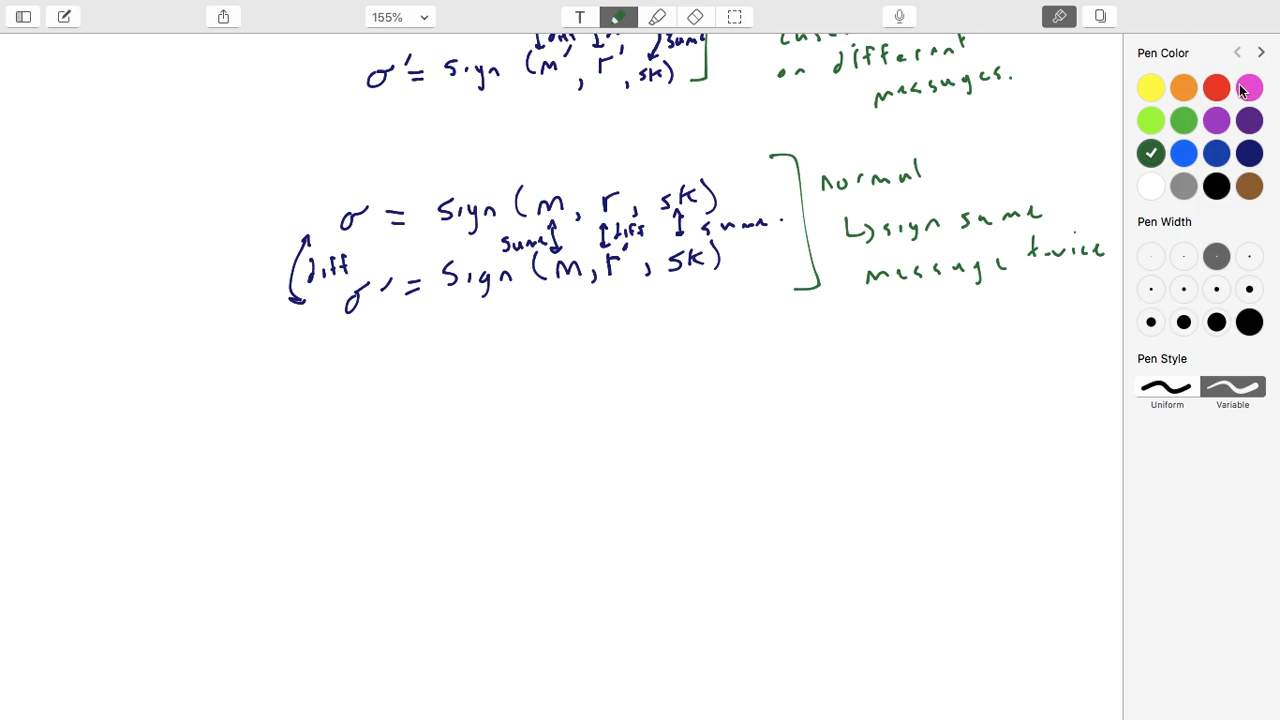 155%
T
Pen Color
same
σ' = sign (m', r', sk)
on different
messages.
normal
σ = sign (m, r, sk)
↳ sign same
same diff same.
twice
diff
σ' = sign (m, r', sk)
message
Pen Width
Pen Style
Uniform Variable